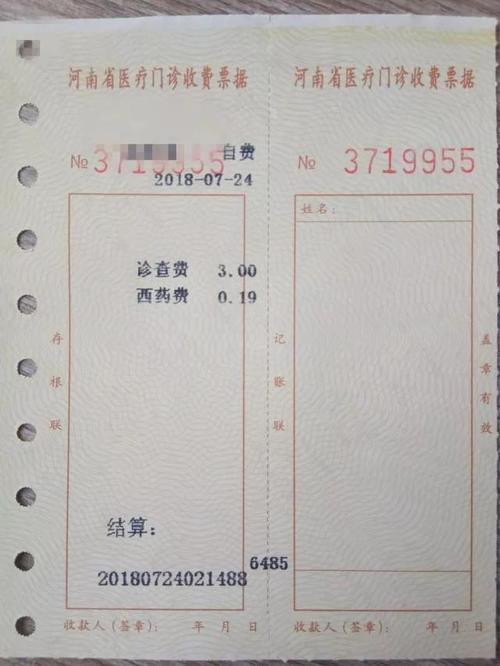 河南省医疗门诊收费票据
自费
№ 3719955
2018-07-24
诊查费 3.00
西药费 0.19
存根联
结算:
20180724021488
6485
收款人(签章): 年 月 日
河南省医疗门诊收费票据
№ 3719955
姓名:
记账联
盖章有效
收款人(签章): 年 月 日